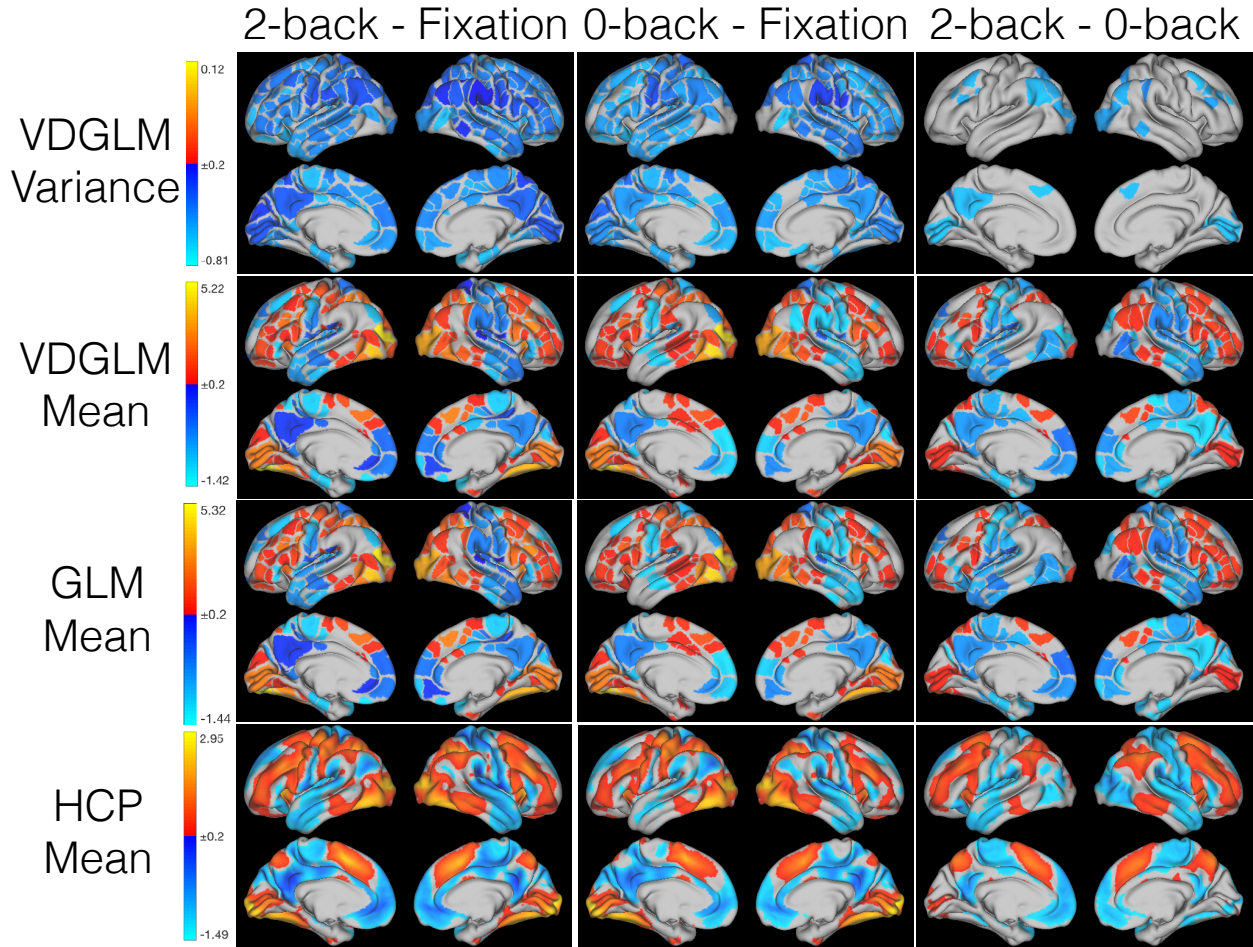 2-back - Fixation 0-back - Fixation 2-back - 0-back
VDGLM
Variance
0.12
±0.2
-0.81
VDGLM
Mean
5.22
±0.2
-1.42
GLM
Mean
5.32
±0.2
-1.44
HCP
Mean
2.95
±0.2
-1.49